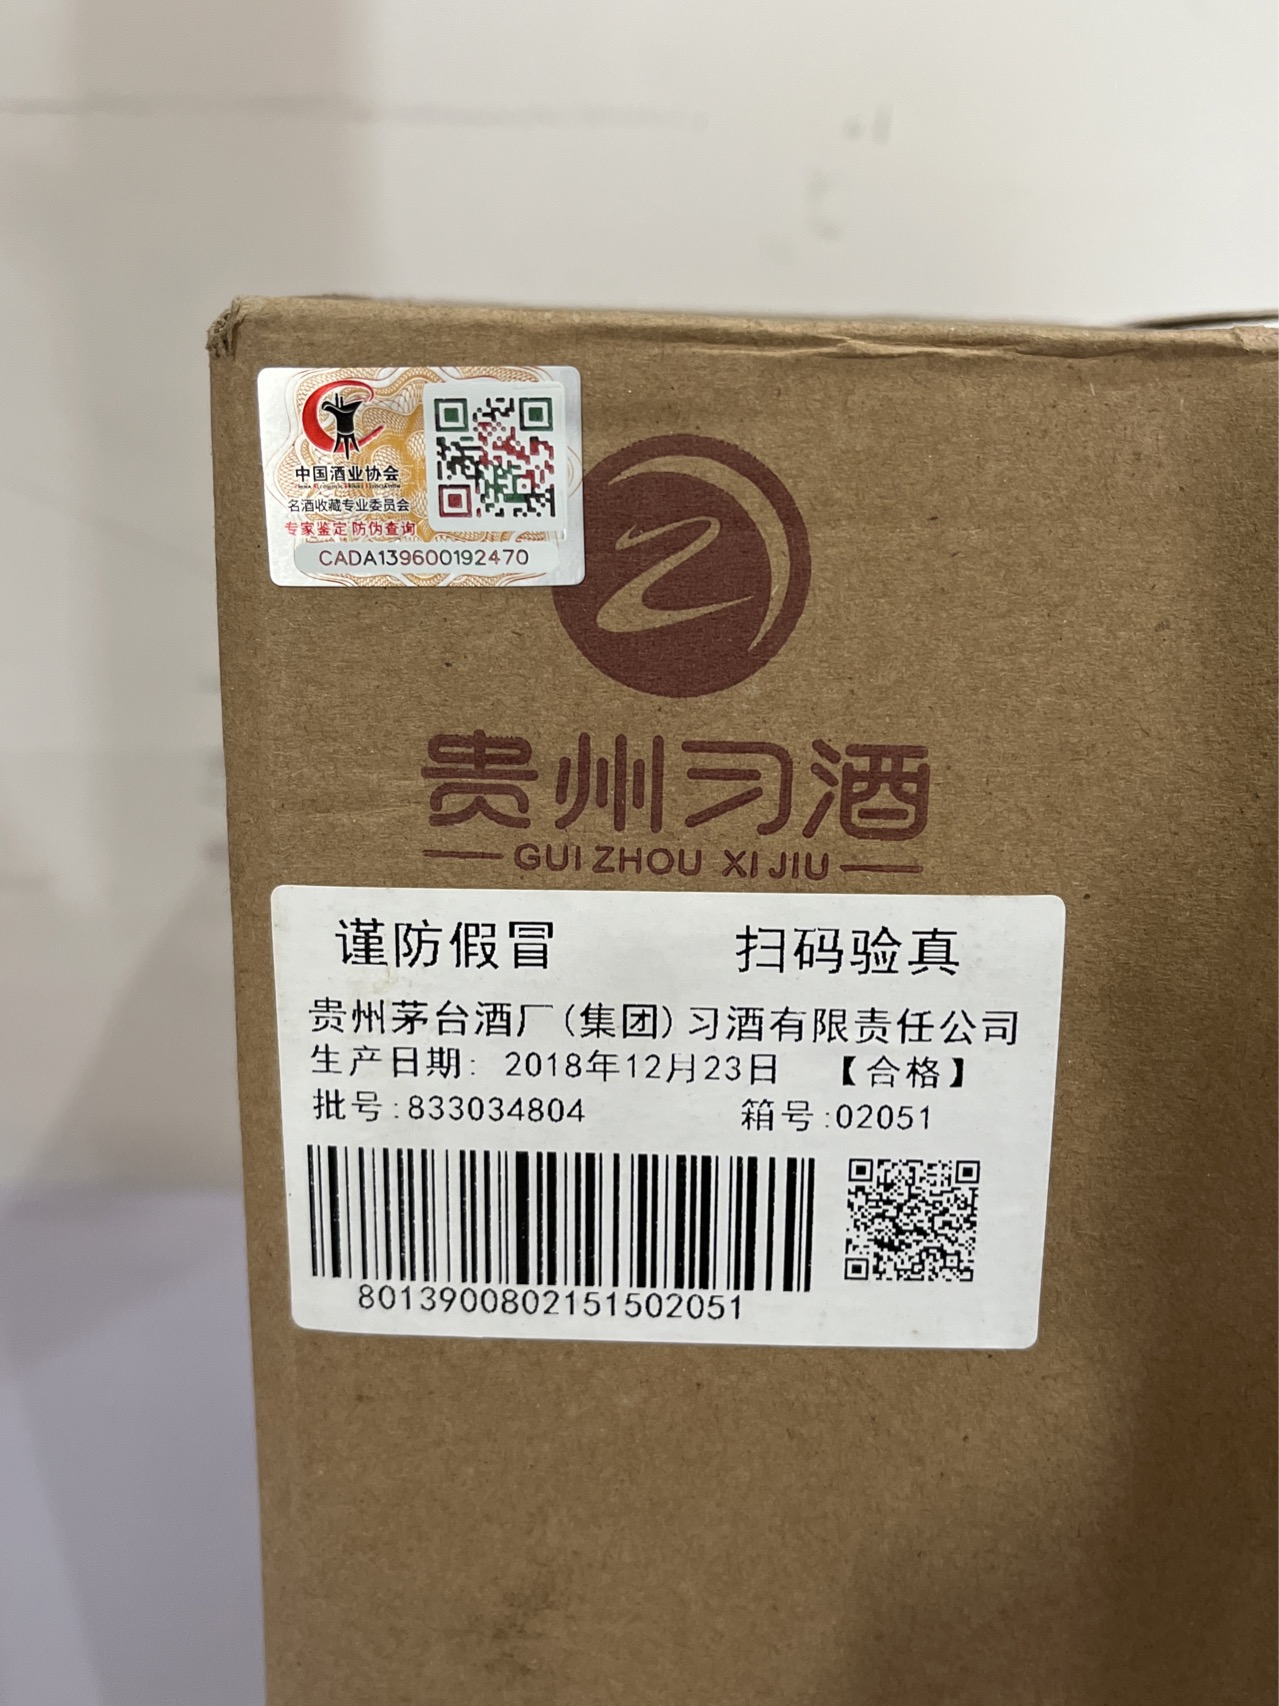 中国酒业协会
名酒收藏专业委员会
专家鉴定 防伪查询
CADA139600192470
贵州习酒
GUIZHOU XIJIU
谨防假冒 扫码验真
贵州茅台酒厂(集团)习酒有限责任公司
生产日期: 2018年12月23日 【合格】
批号:833034804 箱号:02051
8013900802151502051